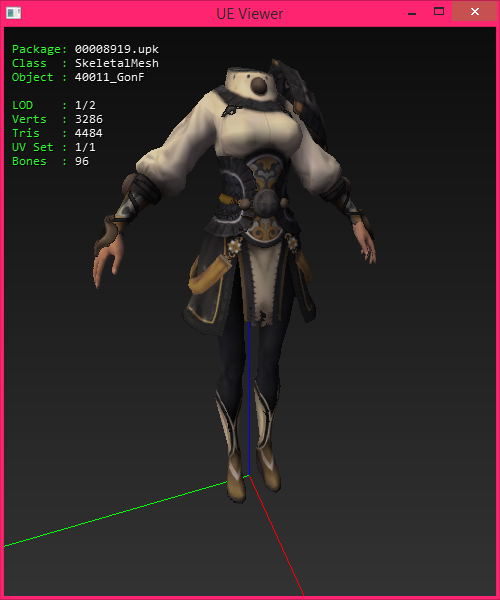 UE Viewer
Package: 00008919.upk
Class : SkeletalMesh
Object : 40011_GonF
LOD : 1/2
Verts : 3286
Tris : 4484
UV Set : 1/1
Bones : 96